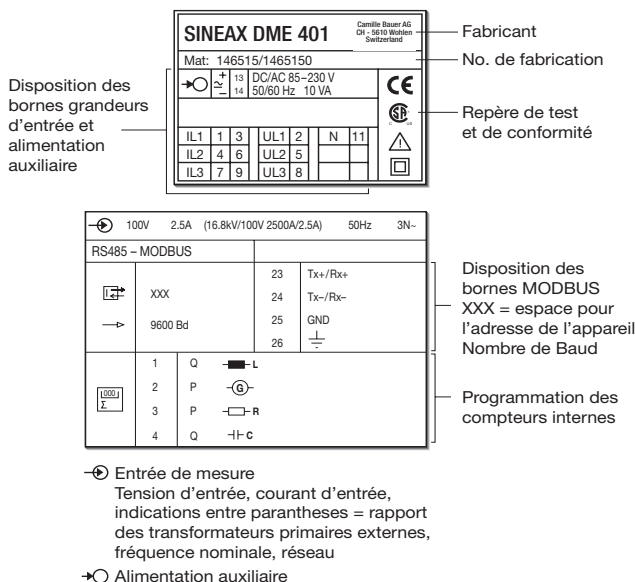 SINEAX DME 401
Camille Bauer AG
CH - 5610 Wohlen
Switzerland
Fabricant
Mat: 146515/1465150
No. de fabrication
Disposition des
bornes grandeurs
d'entrée et
alimentation
auxiliaire
+ 13 DC/AC 85–230 V
– 14 50/60 Hz 10 VA
CE
SA
C US
Repère de test
et de conformité
IL1 1 3 UL1 2 N 11
IL2 4 6 UL2 5
IL3 7 9 UL3 8
100V 2.5A (16.8kV/100V 2500A/2.5A) 50Hz 3N~
RS485 – MODBUS
23 Tx+/Rx+
XXX 24 Tx–/Rx–
9600 Bd 25 GND
26
Disposition des
bornes MODBUS
XXX = espace pour
l'adresse de l'appareil
Nombre de Baud
1 Q L
000 Σ 2 P G
3 P R
4 Q C
Programmation des
compteurs internes
Entrée de mesure
Tension d'entrée, courant d'entrée,
indications entre parantheses = rapport
des transformateurs primaires externes,
fréquence nominale, réseau
Alimentation auxiliaire